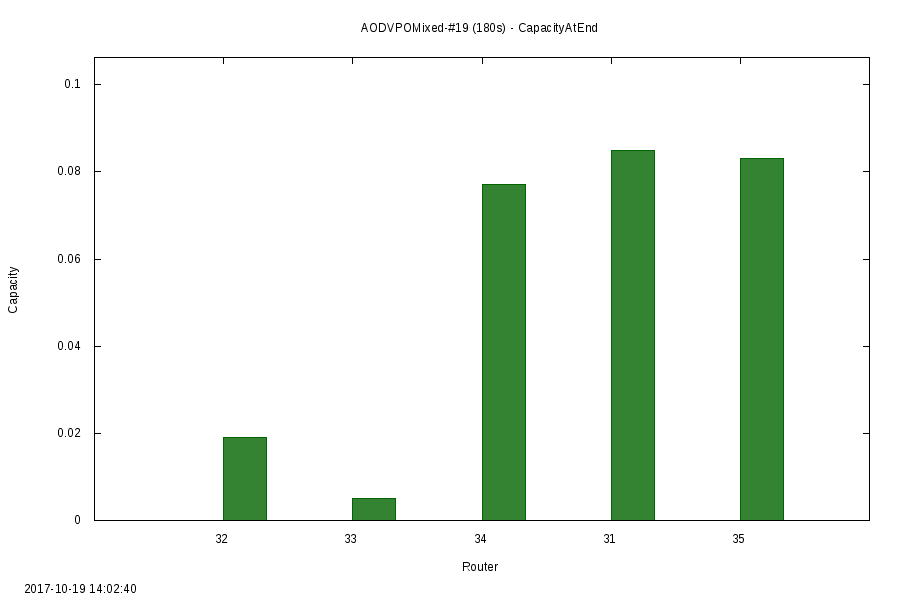 AODVPOMixed-#19 (180s) - CapacityAtEnd
0.1
0.08
0.06
0.04
0.02
0
Capacity
32 33 34 31 35
Router
2017-10-19 14:02:40